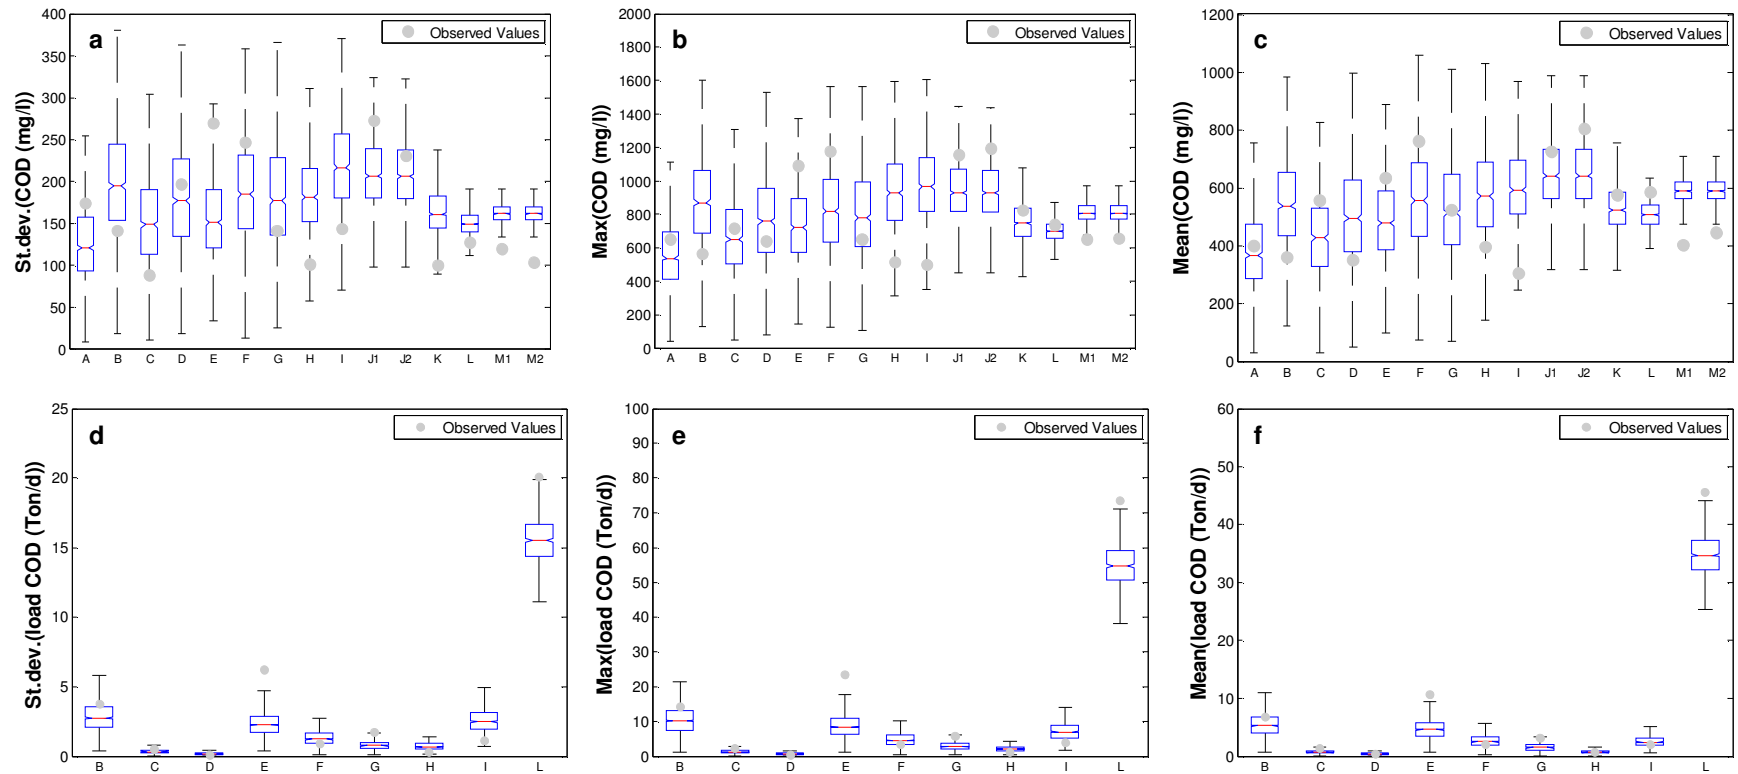 a
Observed Values
St.dev.(COD (mg/l))
400
350
300
250
200
150
100
50
0
A B C D E F G H I J1 J2 K L M1 M2
b
Observed Values
Max(COD (mg/l))
2000
1800
1600
1400
1200
1000
800
600
400
200
0
A B C D E F G H I J1 J2 K L M1 M2
c
Observed Values
Mean(COD (mg/l))
1200
1000
800
600
400
200
0
A B C D E F G H I J1 J2 K L M1 M2
d
Observed Values
St.dev.(load COD (Ton/d))
25
20
15
10
5
0
B C D E F G H I L
e
Observed Values
Max(load COD (Ton/d))
100
90
80
70
60
50
40
30
20
10
0
B C D E F G H I L
f
Observed Values
Mean(load COD (Ton/d))
60
50
40
30
20
10
0
B C D E F G H I L